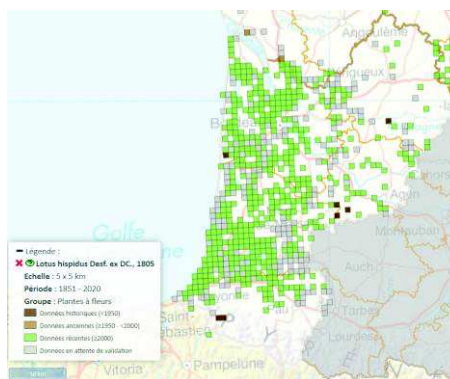 Angoulême
Golfe
Agen
Montauban
Auch
Tarbes
Lourdes
Pau
Saint-
Pampelune
Vitoria
Légende :
Lotus hispidus Desf. ex DC., 1805
Echelle : 5 x 5 km
Période : 1851 - 2020
Groupe : Plantes à fleurs
Données historiques (<1950)
Données anciennes (≥1950 - <2000)
Données récentes (≥2000)
Données en attente de validation